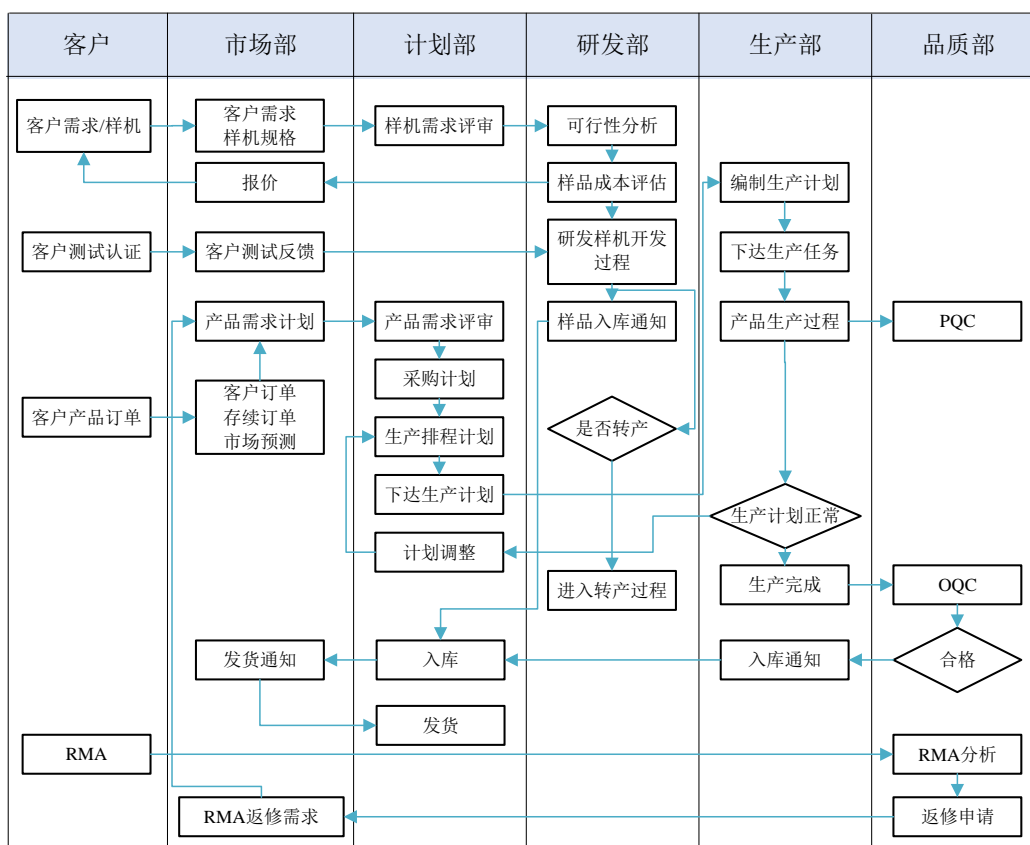 客户
市场部
计划部
研发部
生产部
品质部
客户需求/样机
客户需求
样机规格
样机需求评审
可行性分析
报价
样品成本评估
编制生产计划
客户测试认证
客户测试反馈
研发样机开发
过程
下达生产任务
产品需求计划
产品需求评审
样品入库通知
产品生产过程
PQC
采购计划
客户产品订单
客户订单
存续订单
市场预测
生产排程计划
是否转产
下达生产计划
生产计划正常
计划调整
进入转产过程
生产完成
OQC
发货通知
入库
入库通知
合格
发货
RMA
RMA分析
RMA返修需求
返修申请